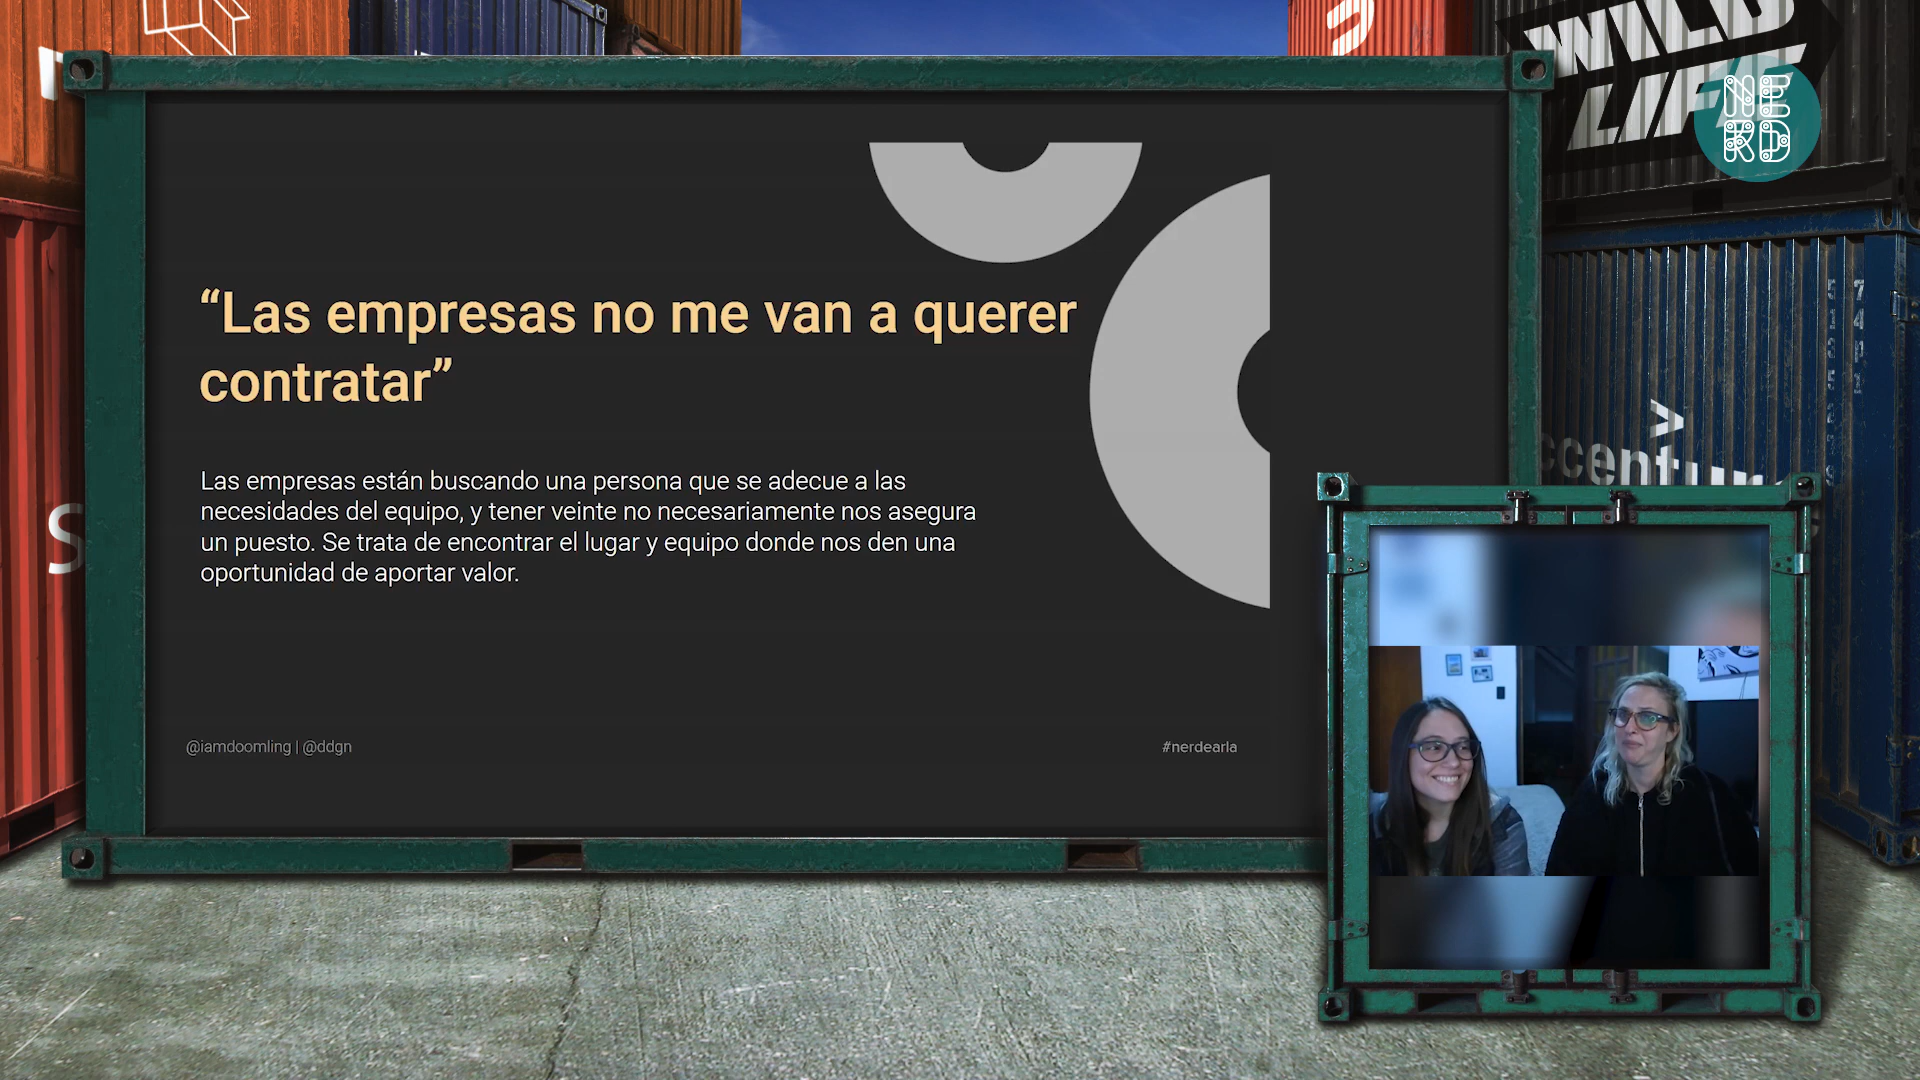 WILD
LIFE
NE
RD
“Las empresas no me van a querer
contratar”
Las empresas están buscando una persona que se adecue a las
necesidades del equipo, y tener veinte no necesariamente nos asegura
un puesto. Se trata de encontrar el lugar y equipo donde nos den una
oportunidad de aportar valor.
@iamdoomling | @ddgn
#nerdearla